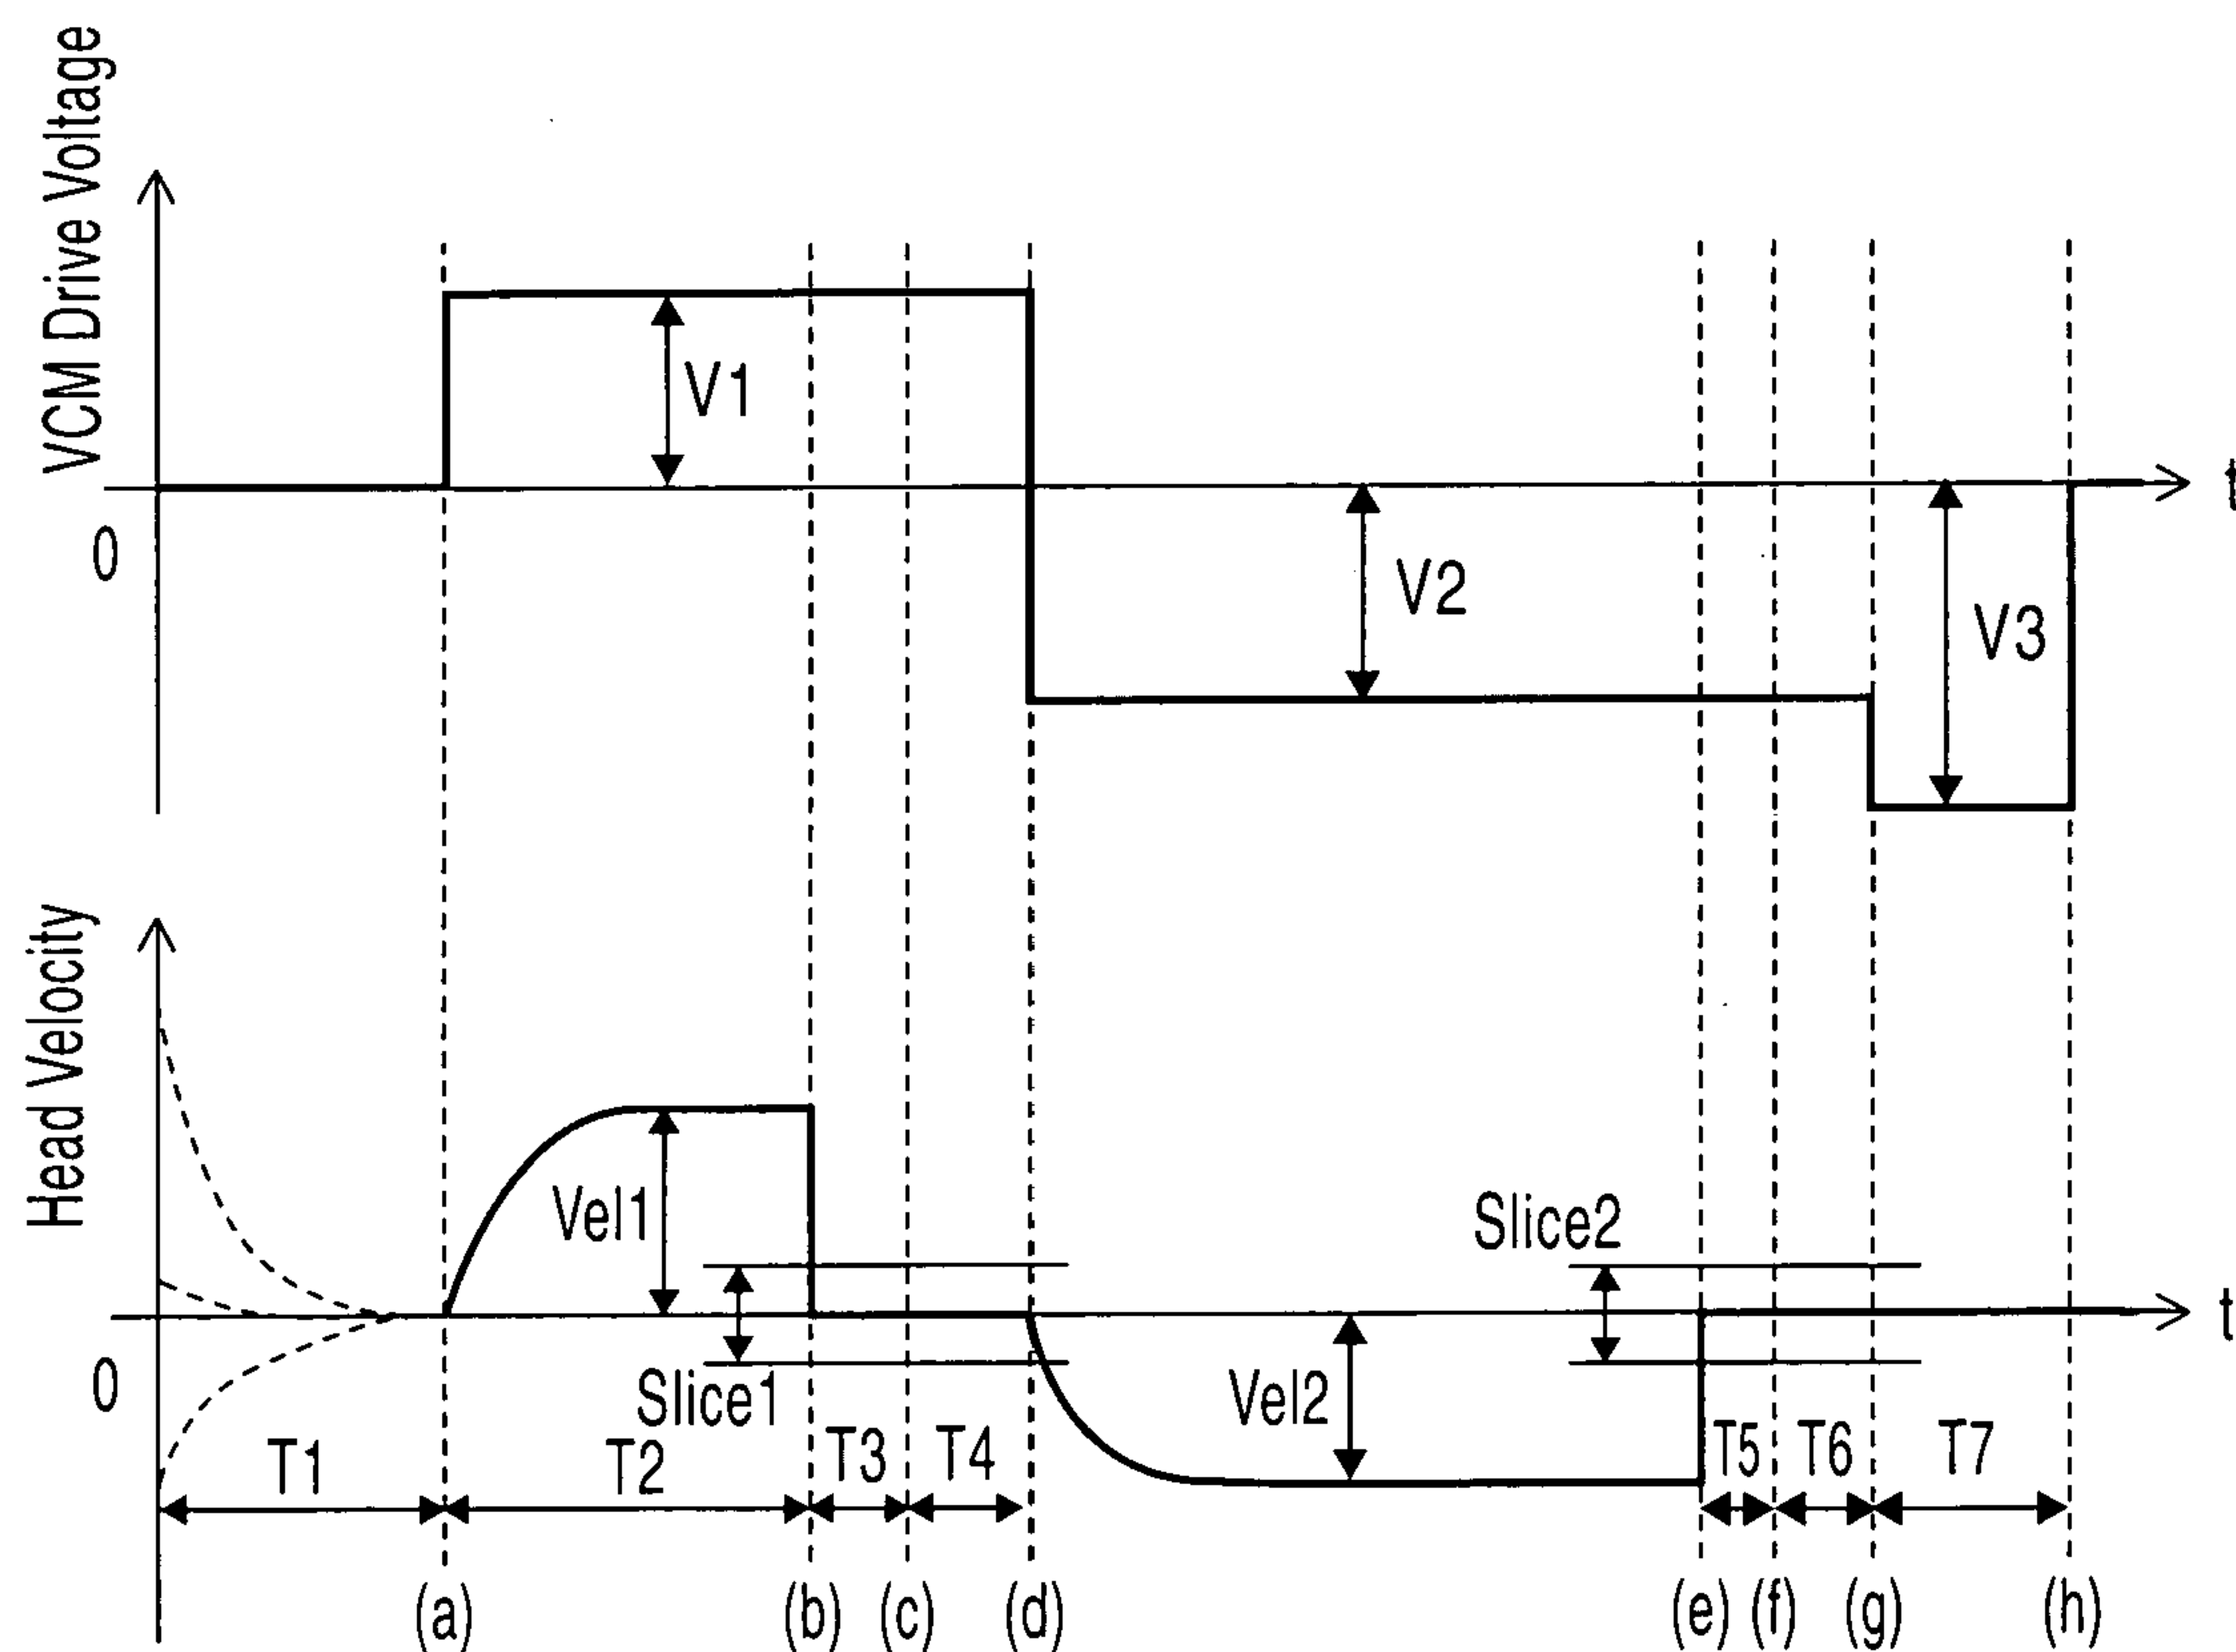 VCM Drive Voltage
0
V1
V2
V3
t
Head Velocity
0
Vel1
Slice1
Vel2
Slice2
t
T1
T2
T3
T4
T5
T6
T7
(a)
(b)
(c)
(d)
(e)
(f)
(g)
(h)